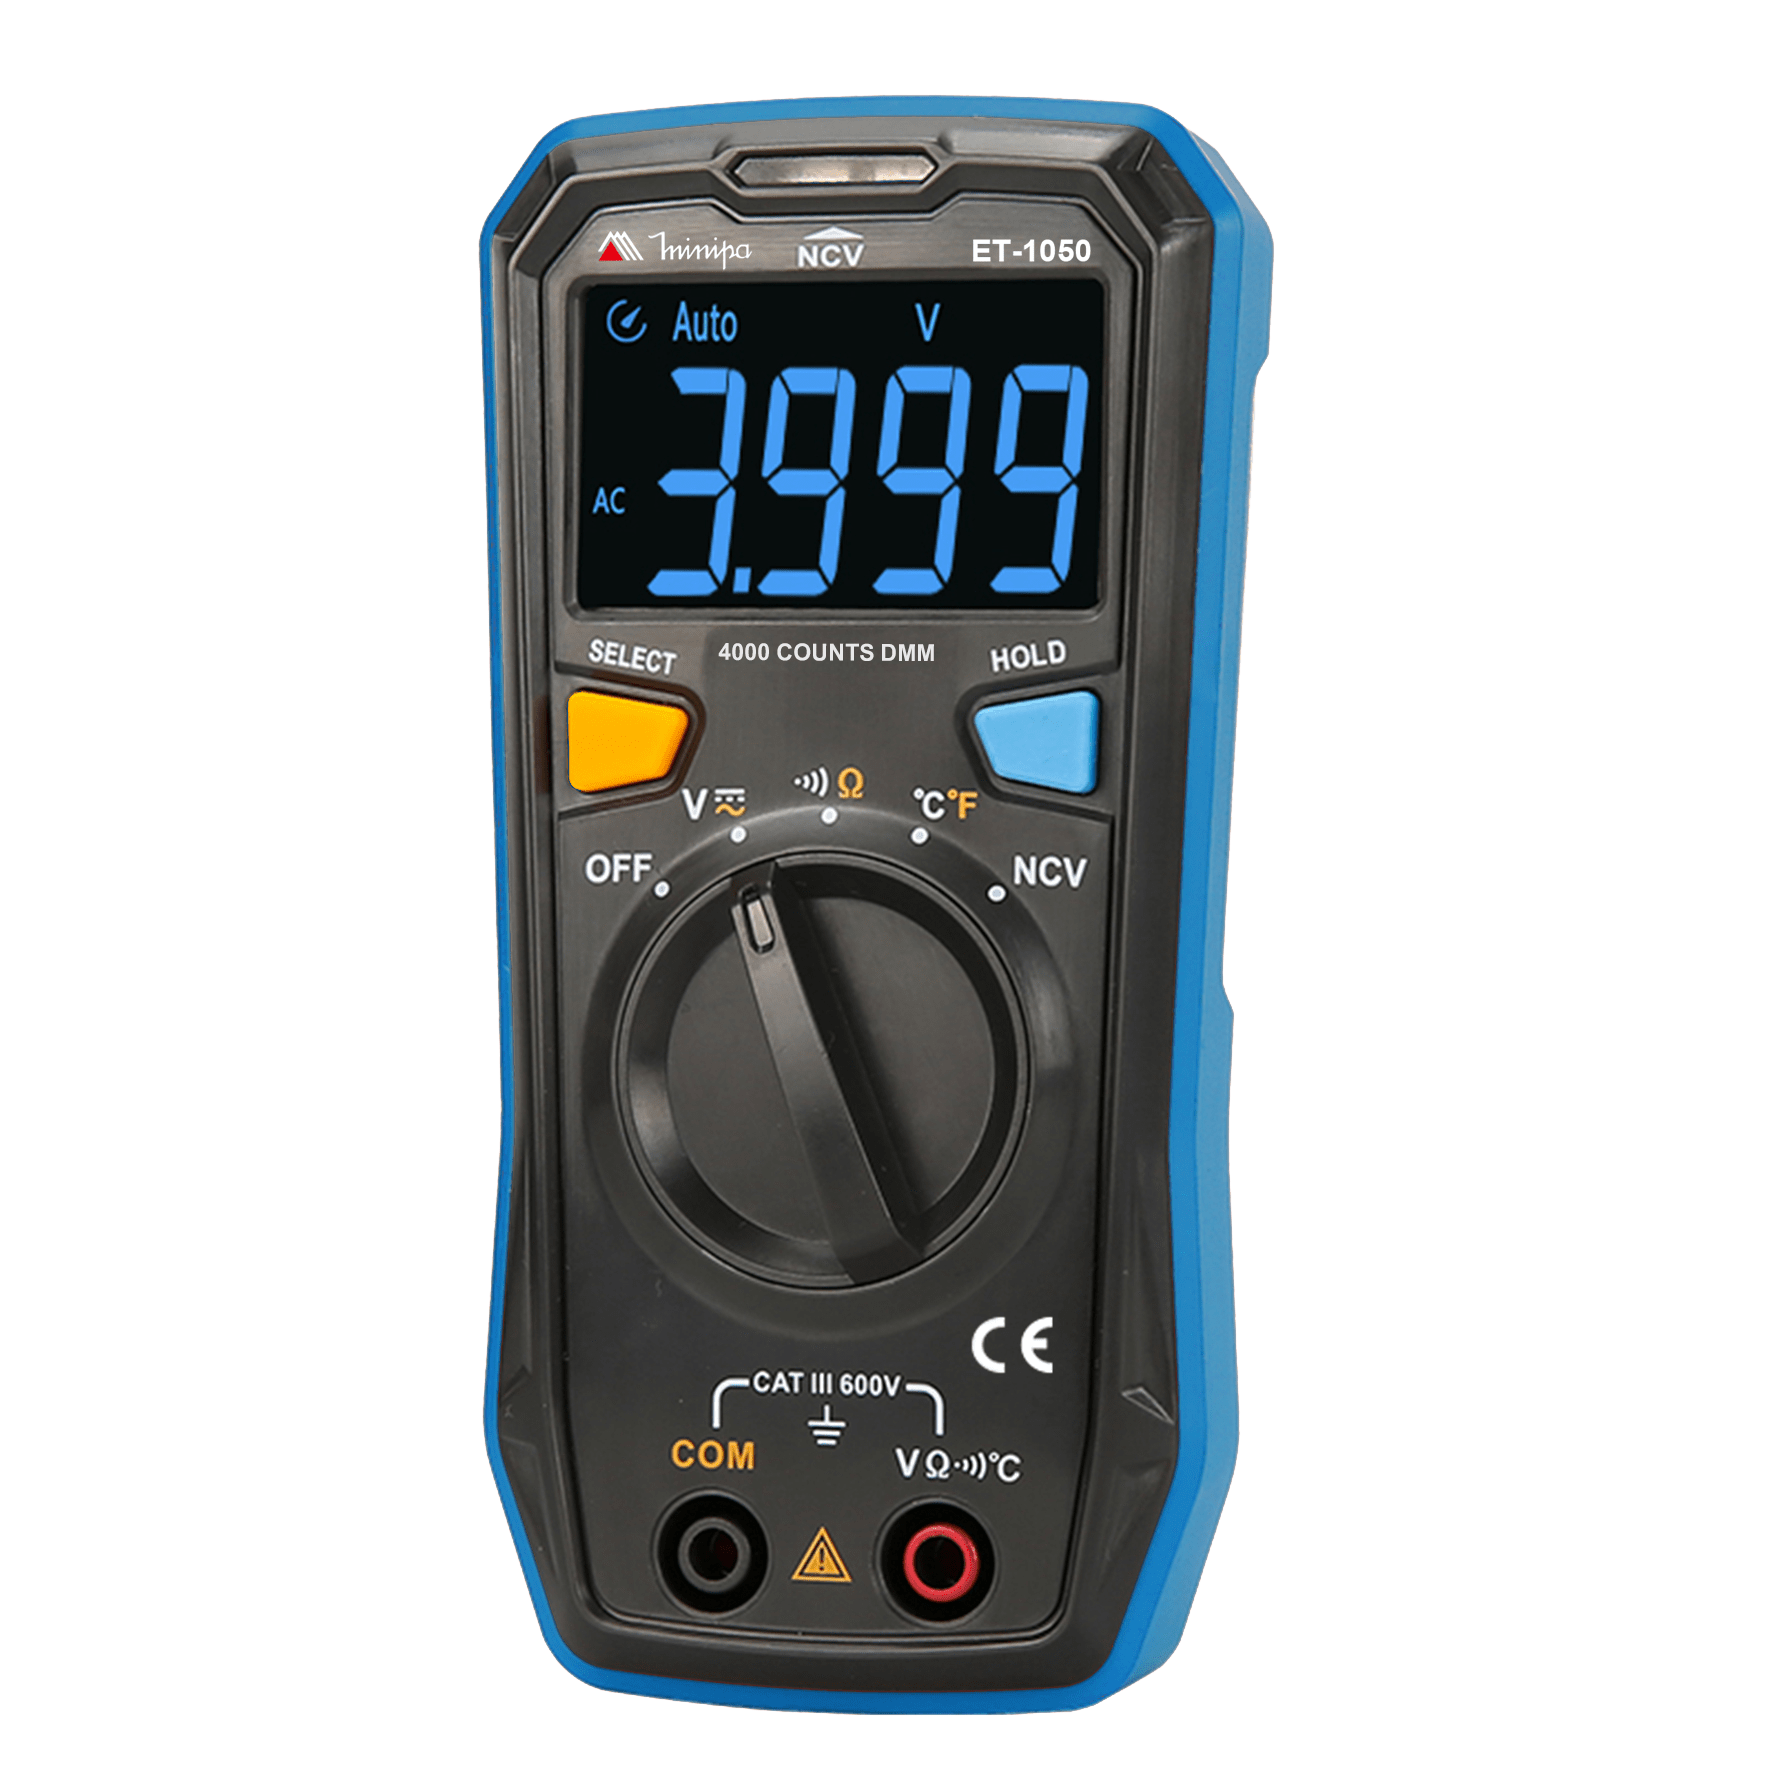 Minipa NCV ET-1050
Auto V
AC 3.999
SELECT 4000 COUNTS DMM HOLD
V Ω °C°F
OFF NCV
CE
CAT III 600V
COM VΩ °C